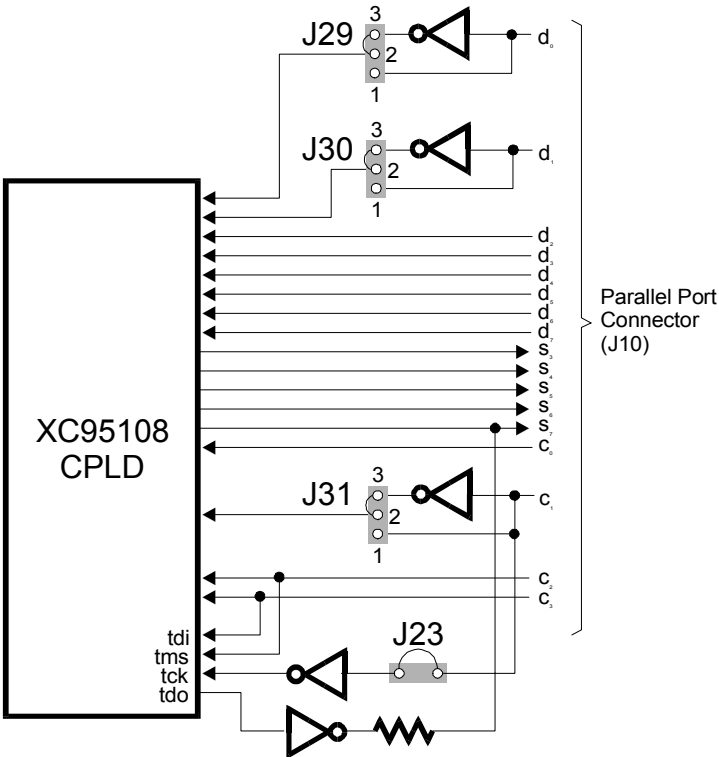 3
J29
2
1
d₀
3
J30
2
1
d₁
d₂
d₃
d₄
d₅
d₆
d₇
s₃
s₄
s₅
s₆
s₇
c₀
Parallel Port
Connector
(J10)
XC95108
CPLD
3
J31
2
1
c₁
c₂
c₃
J23
tdi
tms
tck
tdo